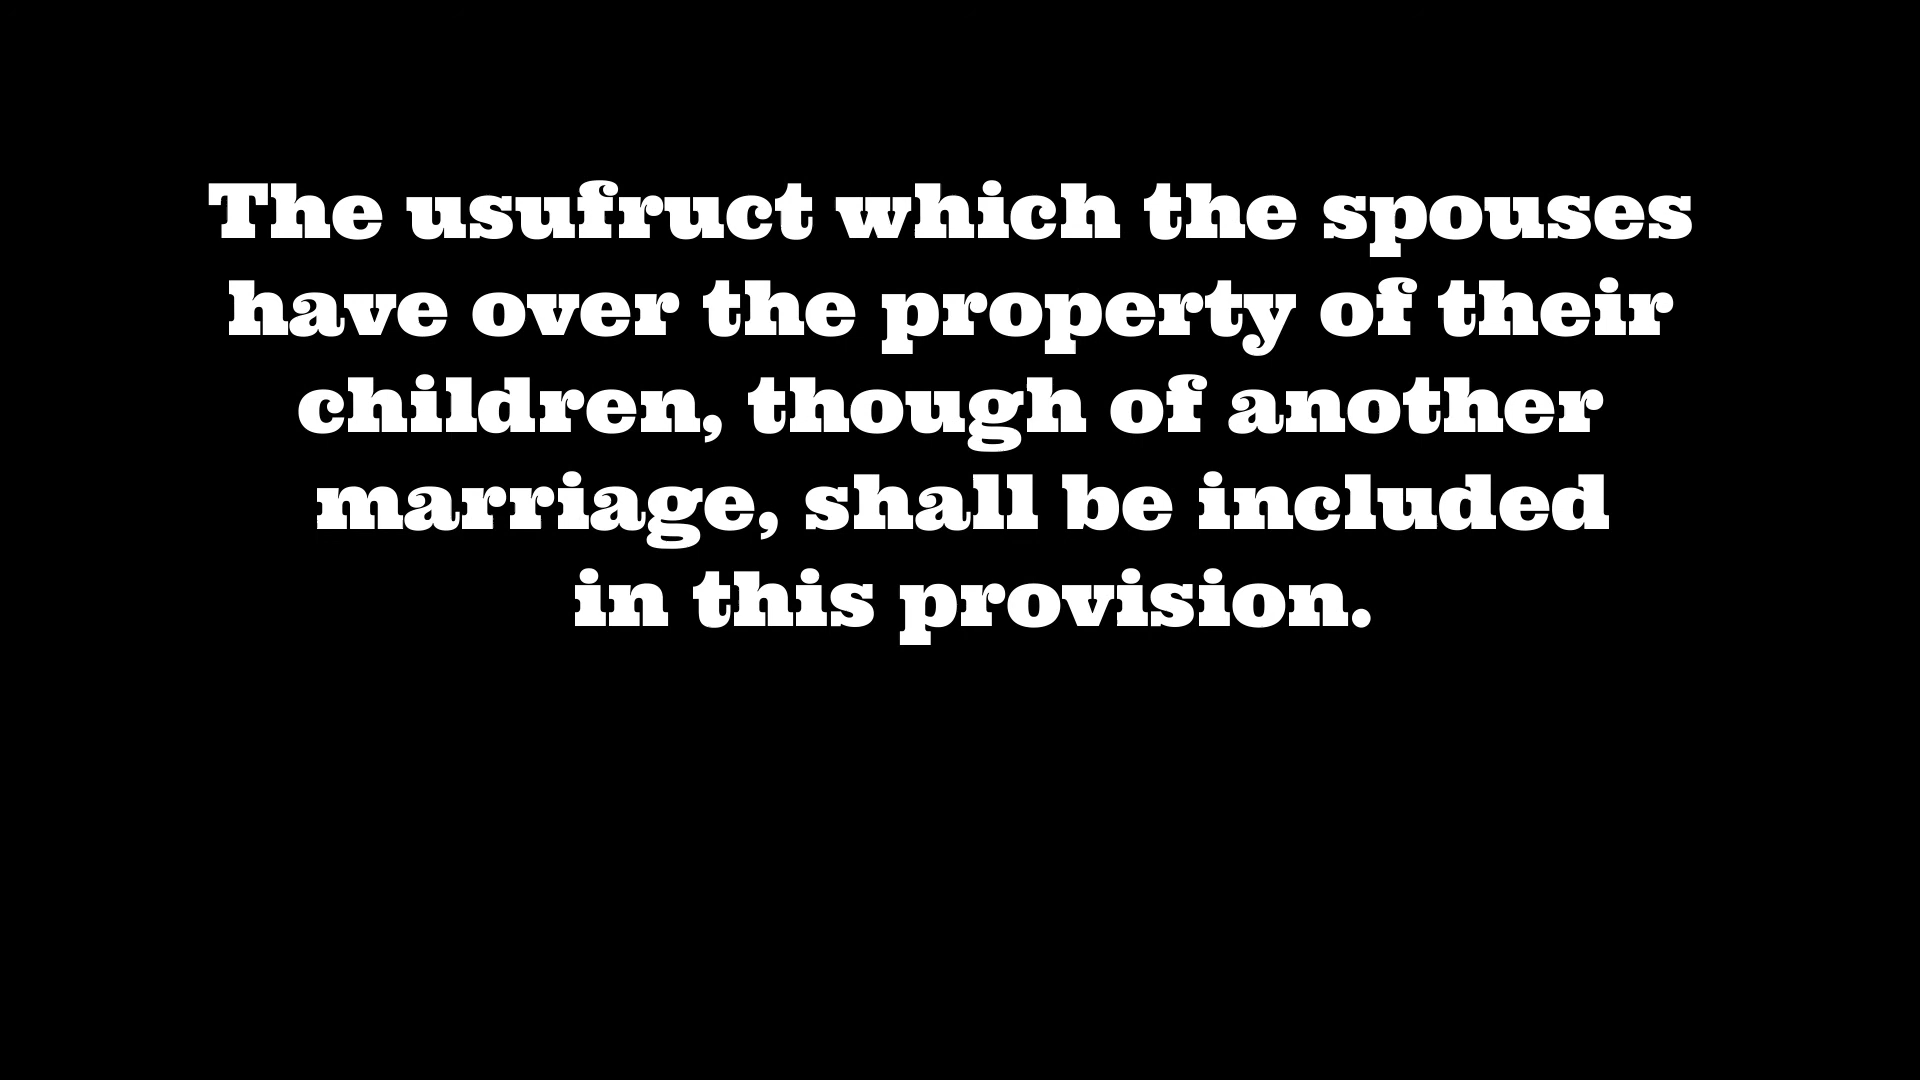 The usufruct which the spouses
have over the property of their
children, though of another
marriage, shall be included
in this provision.